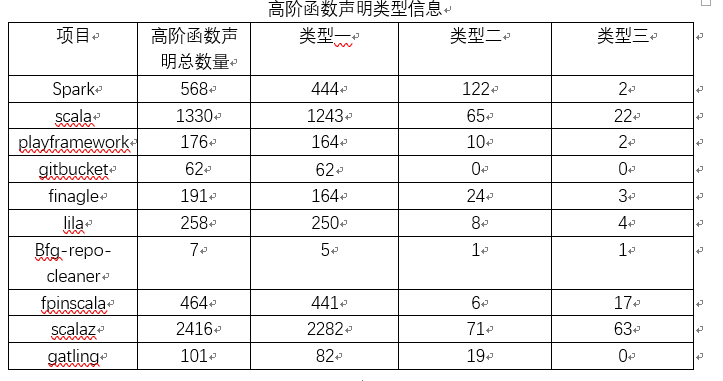 高阶函数声明类型信息
项目 高阶函数声明总数量 类型一 类型二 类型三
Spark 568 444 122 2
scala 1330 1243 65 22
playframework 176 164 10 2
gitbucket 62 62 0 0
finagle 191 164 24 3
lila 258 250 8 4
Bfg-repo-cleaner 7 5 1 1
fpinscala 464 441 6 17
scalaz 2416 2282 71 63
gatling 101 82 19 0